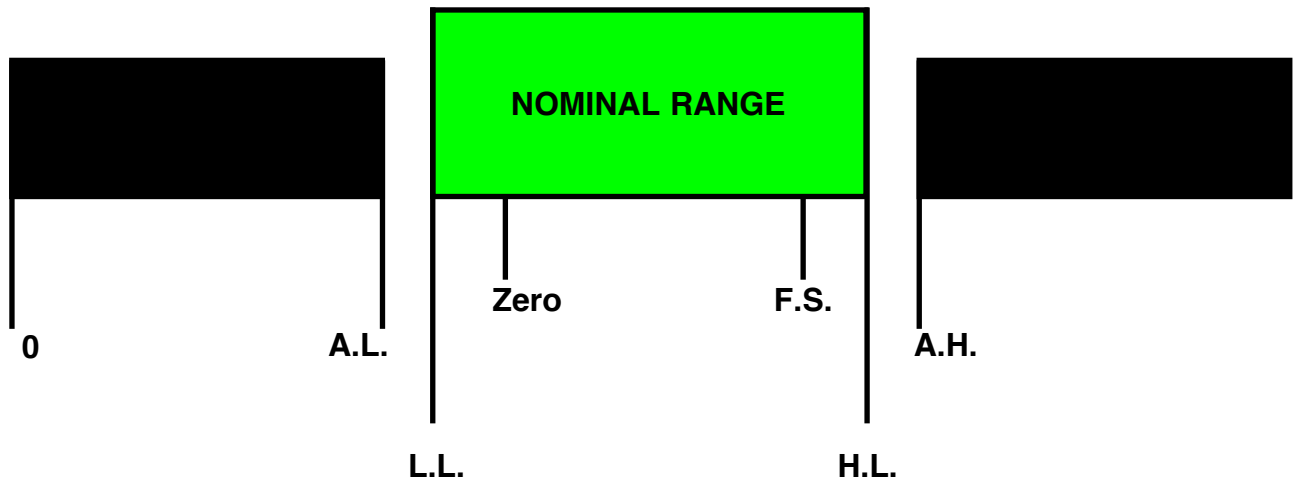 NOMINAL RANGE
Zero
F.S.
0
A.L.
A.H.
L.L.
H.L.